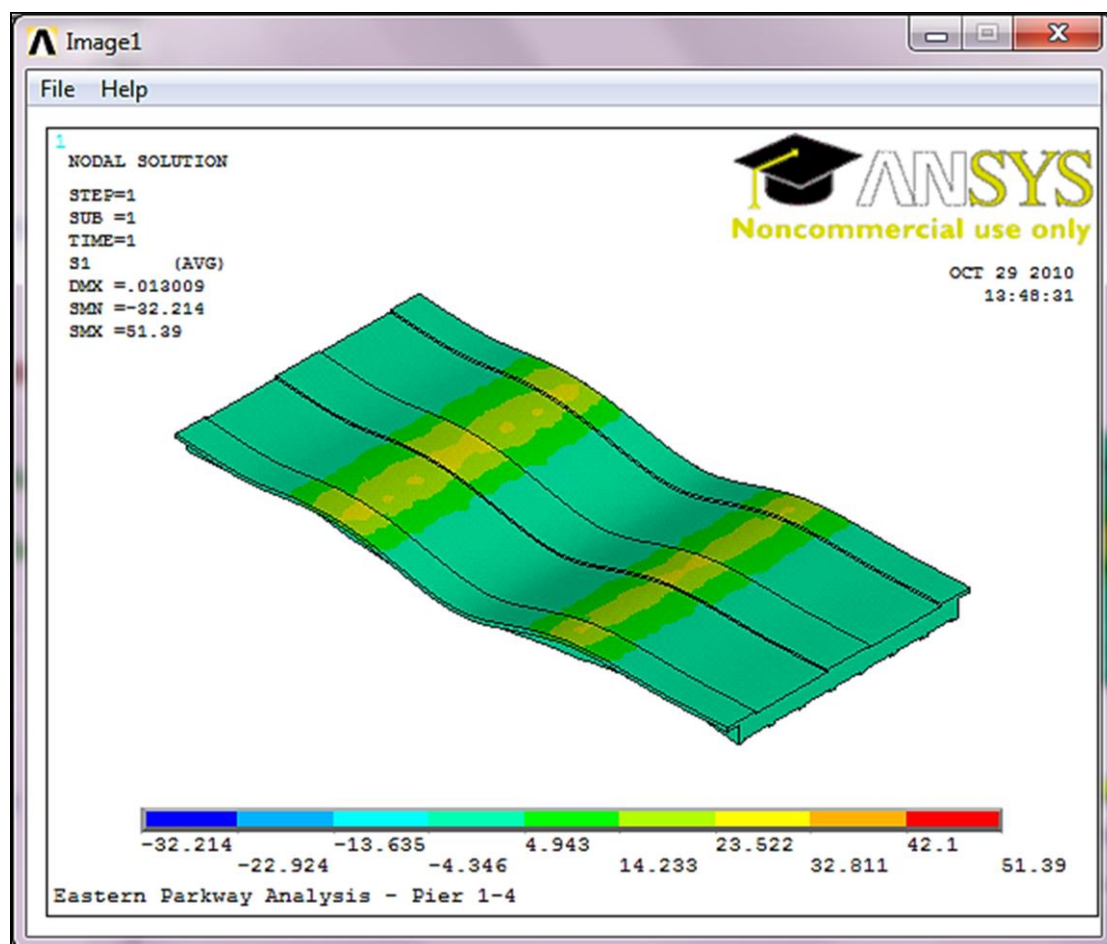 Image1
File Help
1
NODAL SOLUTION
STEP=1
SUB =1
TIME=1
S1 (AVG)
DMX =.013009
SMN =-32.214
SMX =51.39
ANSYS
Noncommercial use only
OCT 29 2010
13:48:31
-32.214 -13.635 4.943 23.522 42.1
-22.924 -4.346 14.233 32.811 51.39
Eastern Parkway Analysis - Pier 1-4